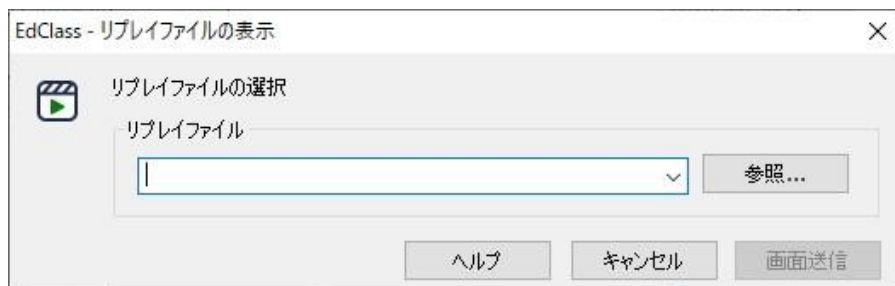 EdClass - リプレイファイルの表示
リプレイファイルの選択
リプレイファイル
参照...
ヘルプ
キャンセル
画面送信